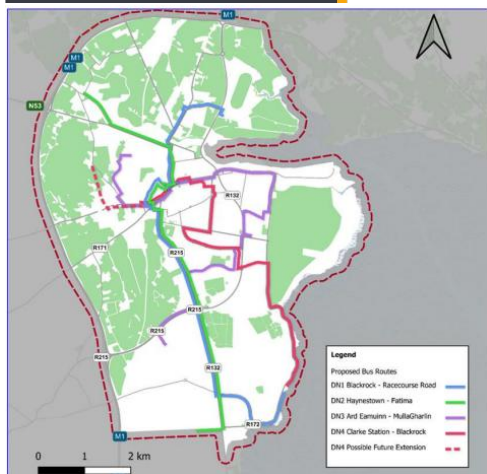 M1
M1
M1
N53
R132
R171
R215
R215
R215
R132
R172
M1
0 1 2 km
Legend
Proposed Bus Routes
DN1 Blackrock - Racecourse Road
DN2 Haynestown - Fatima
DN3 Ard Eamuinn - MullaGharlin
DN4 Clarke Station - Blackrock
DN4 Possible Future Extension